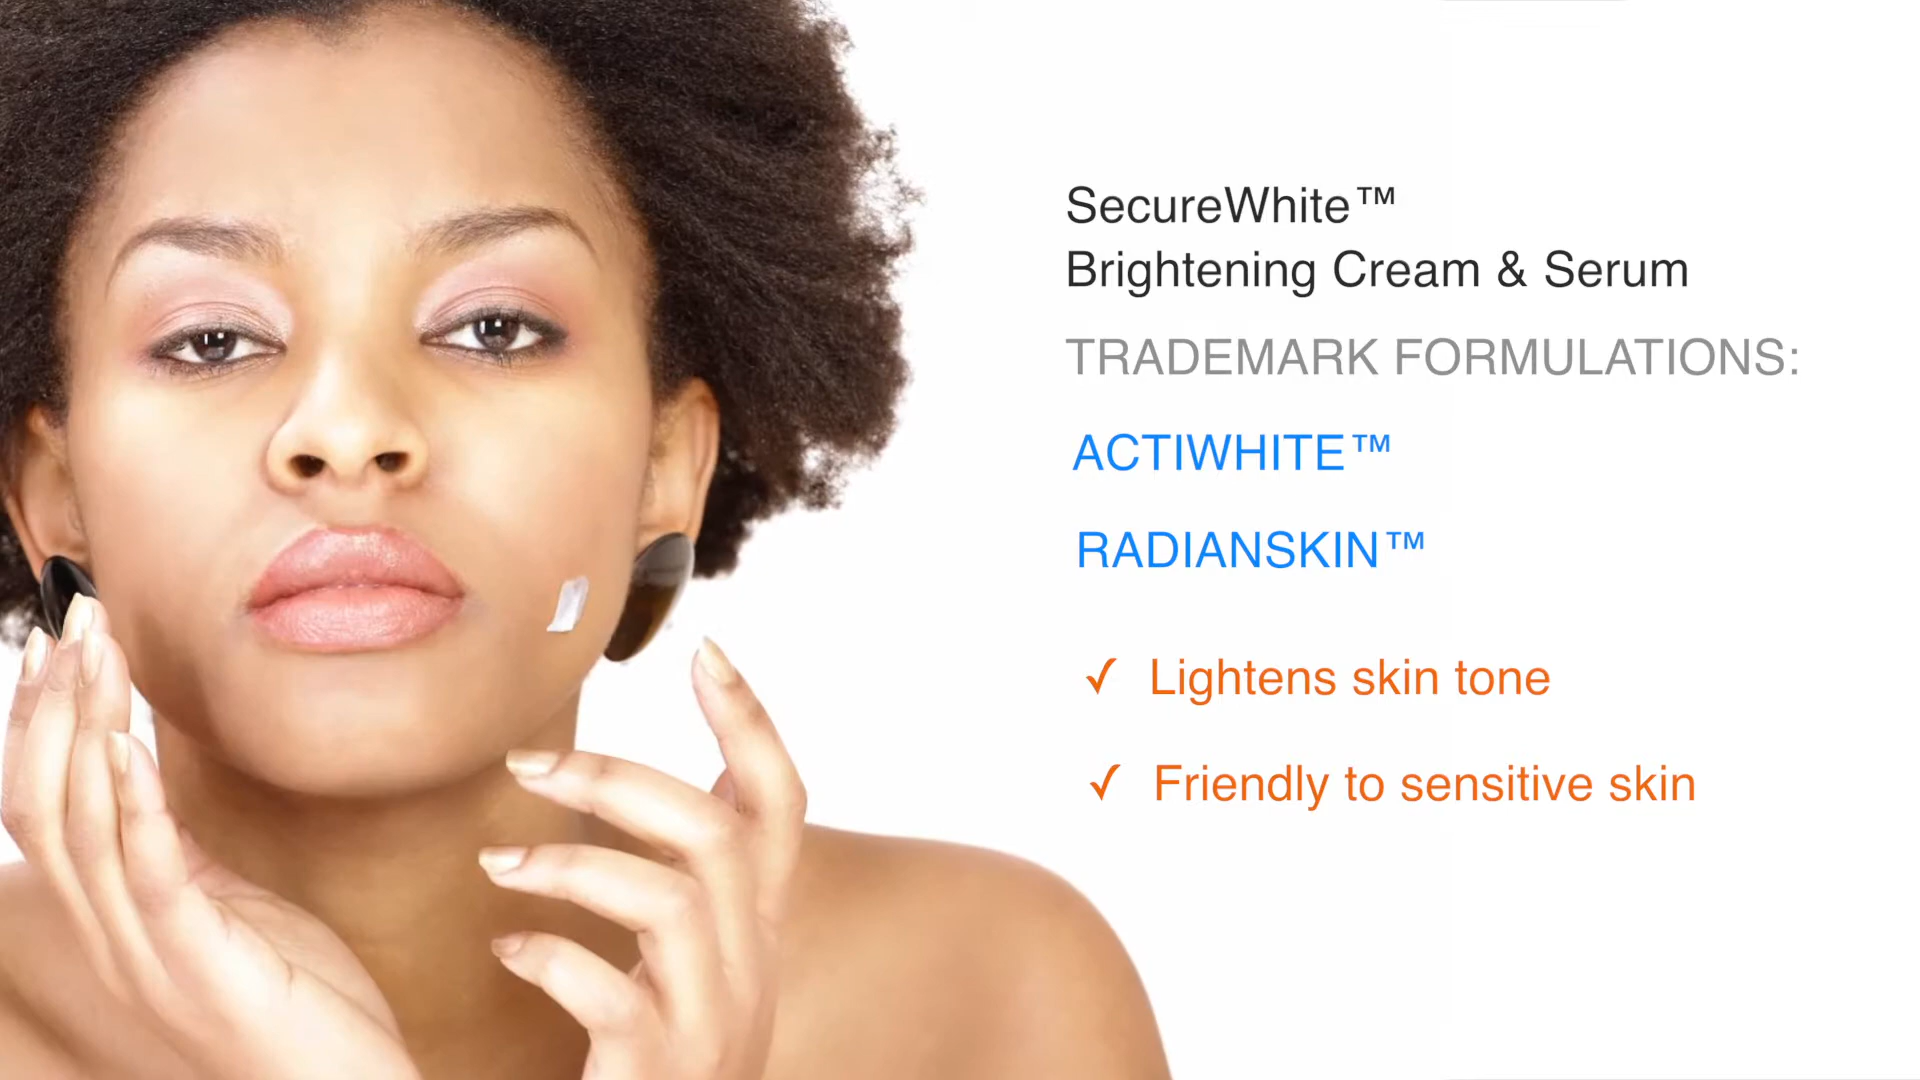 SecureWhite™
Brightening Cream & Serum
TRADEMARK FORMULATIONS:
ACTIWHITE™
RADIANSKIN™
✓ Lightens skin tone
✓ Friendly to sensitive skin